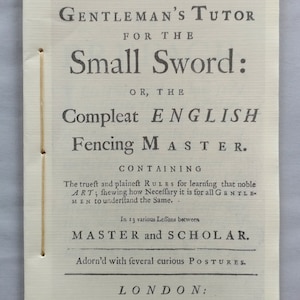 GENTLEMAN'S TUTOR
FOR THE
Small Sword:
OR, THE
Compleat ENGLISH
Fencing MASTER.
CONTAINING
The truest and plainest RULES for learning that noble
ART; shewing how Necessary it is for all GENTLE-
MEN to understand the Same.
In 13 various Lessons between
MASTER and SCHOLAR.
Adorn'd with several curious POSTURES.
LONDON: